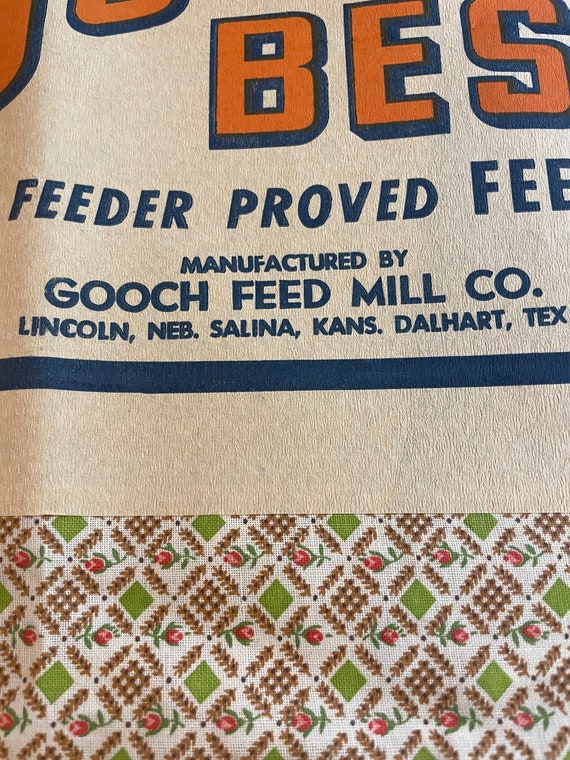 BES
FEEDER PROVED FEE
MANUFACTURED BY
GOOCH FEED MILL CO.
LINCOLN, NEB. SALINA, KANS. DALHART, TEX